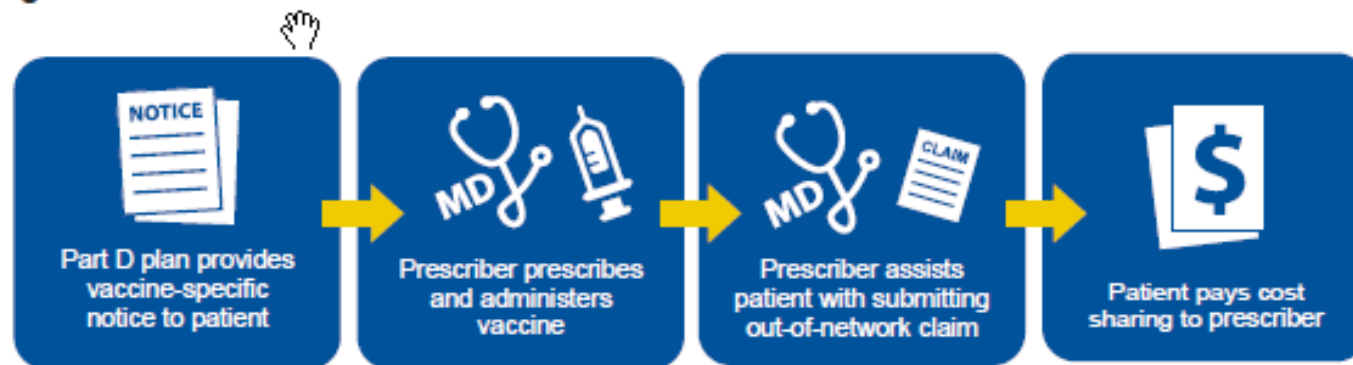 NOTICE
Part D plan provides
vaccine-specific
notice to patient
MD
Prescriber prescribes
and administers
vaccine
MD
CLAIM
Prescriber assists
patient with submitting
out-of-network claim
$
Patient pays cost
sharing to prescriber